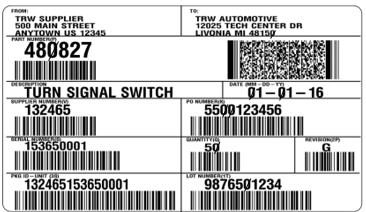 FROM:
TRW SUPPLIER
500 MAIN STREET
ANYTOWN US 12345
TO:
TRW AUTOMOTIVE
12025 TECH CENTER DR
LIVONIA MI 48150
PART NUMBER(P)
480827
DESCRIPTION
TURN SIGNAL SWITCH
DATE (MM-DD-YY)
01-01-16
SUPPLIER NUMBER(V)
132465
PO NUMBER(K)
5500123456
SERIAL NUMBER(S)
153650001
QUANTITY(Q)
50
REVISION(2P)
G
PKG ID-UNIT (3S)
132465153650001
LOT NUMBER(1T)
9876501234